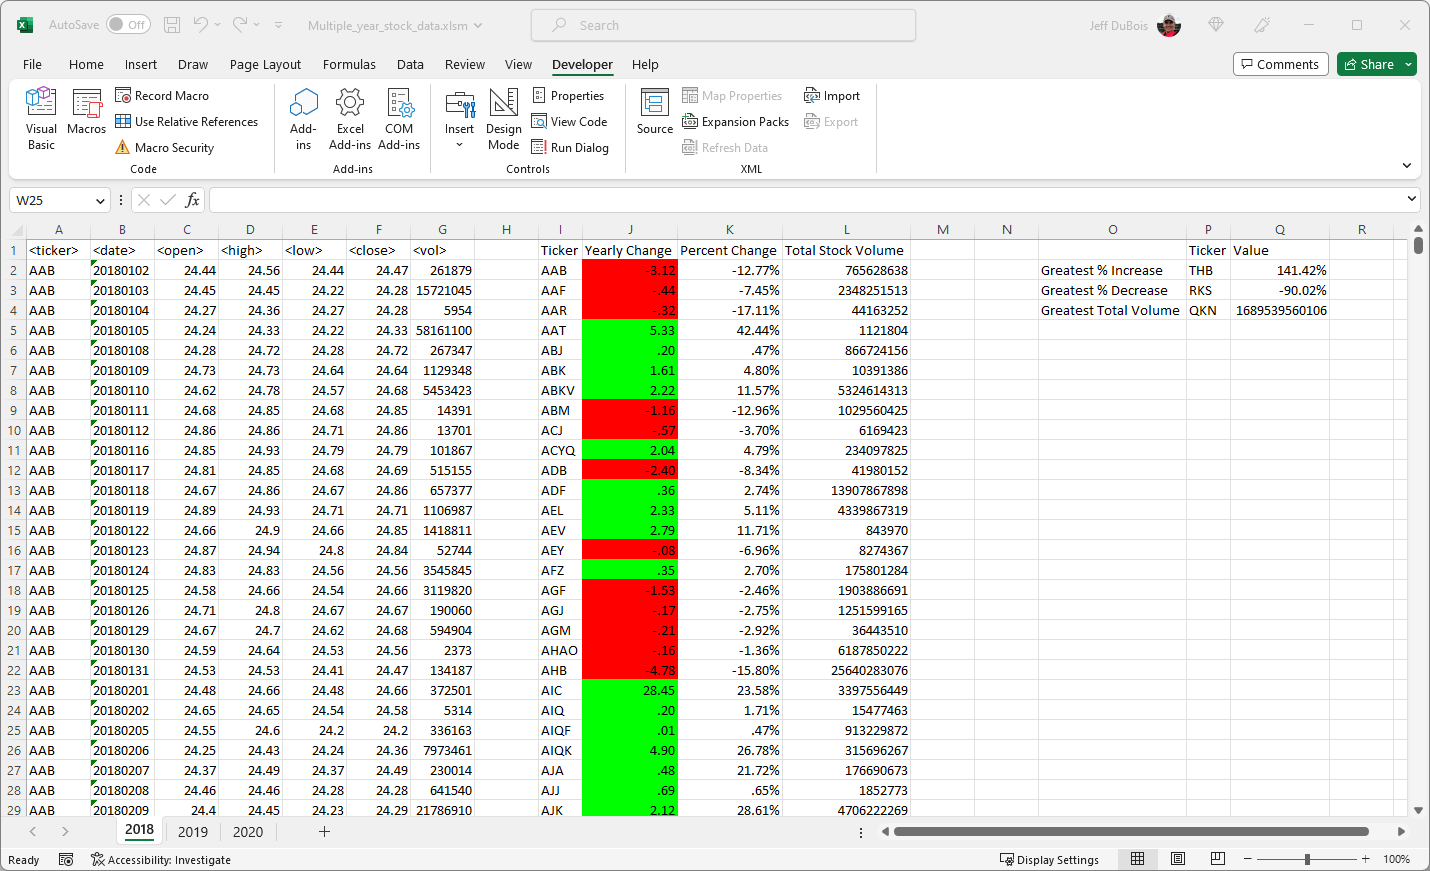 AutoSave Off Multiple_year_stock_data.xlsm Search Jeff DuBois
File Home Insert Draw Page Layout Formulas Data Review View Developer Help Comments Share
Visual Basic
Macros
Record Macro
Use Relative References
Macro Security
Code
Add-ins
Excel Add-ins
COM Add-ins
Add-ins
Insert
Design Mode
Properties
View Code
Run Dialog
Controls
Source
Map Properties
Expansion Packs
Refresh Data
Import
Export
XML
W25 fx
A B C D E F G H I J K L M N O P Q R
1 <ticker> <date> <open> <high> <low> <close> <vol> Ticker Yearly Change Percent Change Total Stock Volume Ticker Value
2 AAB 20180102 24.44 24.56 24.44 24.47 261879 AAB -3.12 -12.77% 765628638 Greatest % Increase THB 141.42%
3 AAB 20180103 24.45 24.45 24.22 24.28 15721045 AAF -.44 -7.45% 2348251513 Greatest % Decrease RKS -90.02%
4 AAB 20180104 24.27 24.36 24.27 24.28 5954 AAR -.32 -17.11% 44163252 Greatest Total Volume QKN 1689539560106
5 AAB 20180105 24.24 24.33 24.22 24.33 58161100 AAT 5.33 42.44% 1121804
6 AAB 20180108 24.28 24.72 24.28 24.72 267347 ABJ .20 .47% 866724156
7 AAB 20180109 24.73 24.73 24.64 24.64 1129348 ABK 1.61 4.80% 10391386
8 AAB 20180110 24.62 24.78 24.57 24.68 5453423 ABKV 2.22 11.57% 5324614313
9 AAB 20180111 24.68 24.85 24.68 24.85 14391 ABM -1.16 -12.96% 1029560425
10 AAB 20180112 24.86 24.86 24.71 24.86 13701 ACJ -.57 -3.70% 6169423
11 AAB 20180116 24.85 24.93 24.79 24.79 101867 ACYQ 2.04 4.79% 234097825
12 AAB 20180117 24.81 24.85 24.68 24.69 515155 ADB -2.40 -8.34% 41980152
13 AAB 20180118 24.67 24.86 24.67 24.86 657377 ADF .36 2.74% 13907867898
14 AAB 20180119 24.89 24.93 24.71 24.71 1106987 AEL 2.33 5.11% 4339867319
15 AAB 20180122 24.66 24.9 24.66 24.85 1418811 AEV 2.79 11.71% 843970
16 AAB 20180123 24.87 24.94 24.8 24.84 52744 AEY -.08 -6.96% 8274367
17 AAB 20180124 24.83 24.83 24.56 24.56 3545845 AFZ .35 2.70% 175801284
18 AAB 20180125 24.58 24.66 24.54 24.66 3119820 AGF -1.53 -2.46% 1903886691
19 AAB 20180126 24.71 24.8 24.67 24.67 190060 AGJ -.17 -2.75% 1251599165
20 AAB 20180129 24.67 24.7 24.62 24.68 594904 AGM -.21 -2.92% 36443510
21 AAB 20180130 24.59 24.64 24.53 24.56 2373 AHAO -.16 -1.36% 6187850222
22 AAB 20180131 24.53 24.53 24.41 24.47 134187 AHB -4.78 -15.80% 25640283076
23 AAB 20180201 24.48 24.66 24.48 24.66 372501 AIC 28.45 23.58% 3397556449
24 AAB 20180202 24.65 24.65 24.54 24.58 5314 AIQ .20 1.71% 15477463
25 AAB 20180205 24.55 24.6 24.2 24.2 336163 AIQF .01 .47% 913229872
26 AAB 20180206 24.25 24.43 24.24 24.36 7973461 AIQK 4.90 26.78% 315696267
27 AAB 20180207 24.37 24.49 24.37 24.49 230014 AJA .48 21.72% 176690673
28 AAB 20180208 24.46 24.46 24.28 24.28 641540 AJJ .69 .65% 1852773
29 AAB 20180209 24.4 24.45 24.23 24.29 21786910 AJK 2.12 28.61% 4706222269
2018 2019 2020
Ready Accessibility: Investigate Display Settings 100%